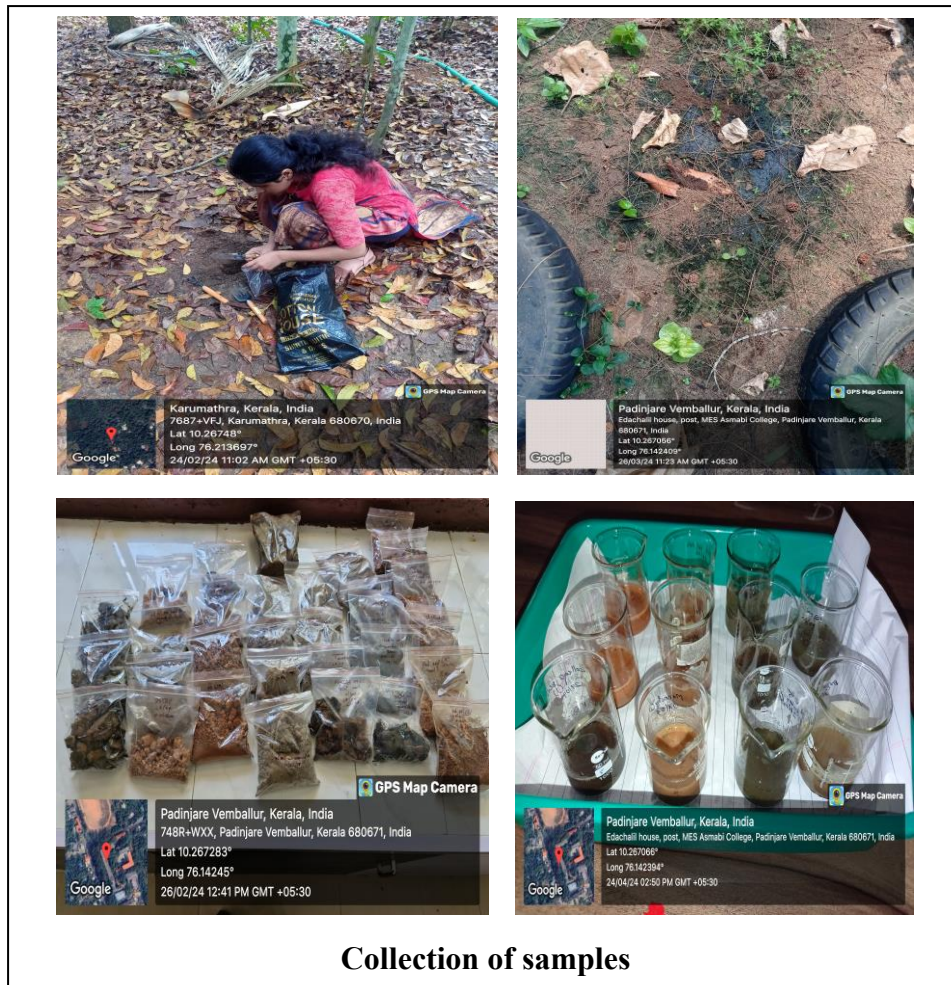 GPS Map Camera
Google
Karumathra, Kerala, India
7687+VFJ, Karumathra, Kerala 680670, India
Lat 10.26748°
Long 76.213697°
24/02/24 11:02 AM GMT +05:30
GPS Map Camera
Google
Padinjare Vemballur, Kerala, India
Edachalil house, post, MES Asmabi College, Padinjare Vemballur, Kerala
680671, India
Lat 10.267056°
Long 76.142409°
26/03/24 11:23 AM GMT +05:30
GPS Map Camera
Google
Padinjare Vemballur, Kerala, India
748R+WXX, Padinjare Vemballur, Kerala 680671, India
Lat 10.267283°
Long 76.14245°
26/02/24 12:41 PM GMT +05:30
GPS Map Camera
Google
Padinjare Vemballur, Kerala, India
Edachalil house, post, MES Asmabi College, Padinjare Vemballur, Kerala 680671, India
Lat 10.267066°
Long 76.142394°
24/04/24 02:50 PM GMT +05:30
Collection of samples